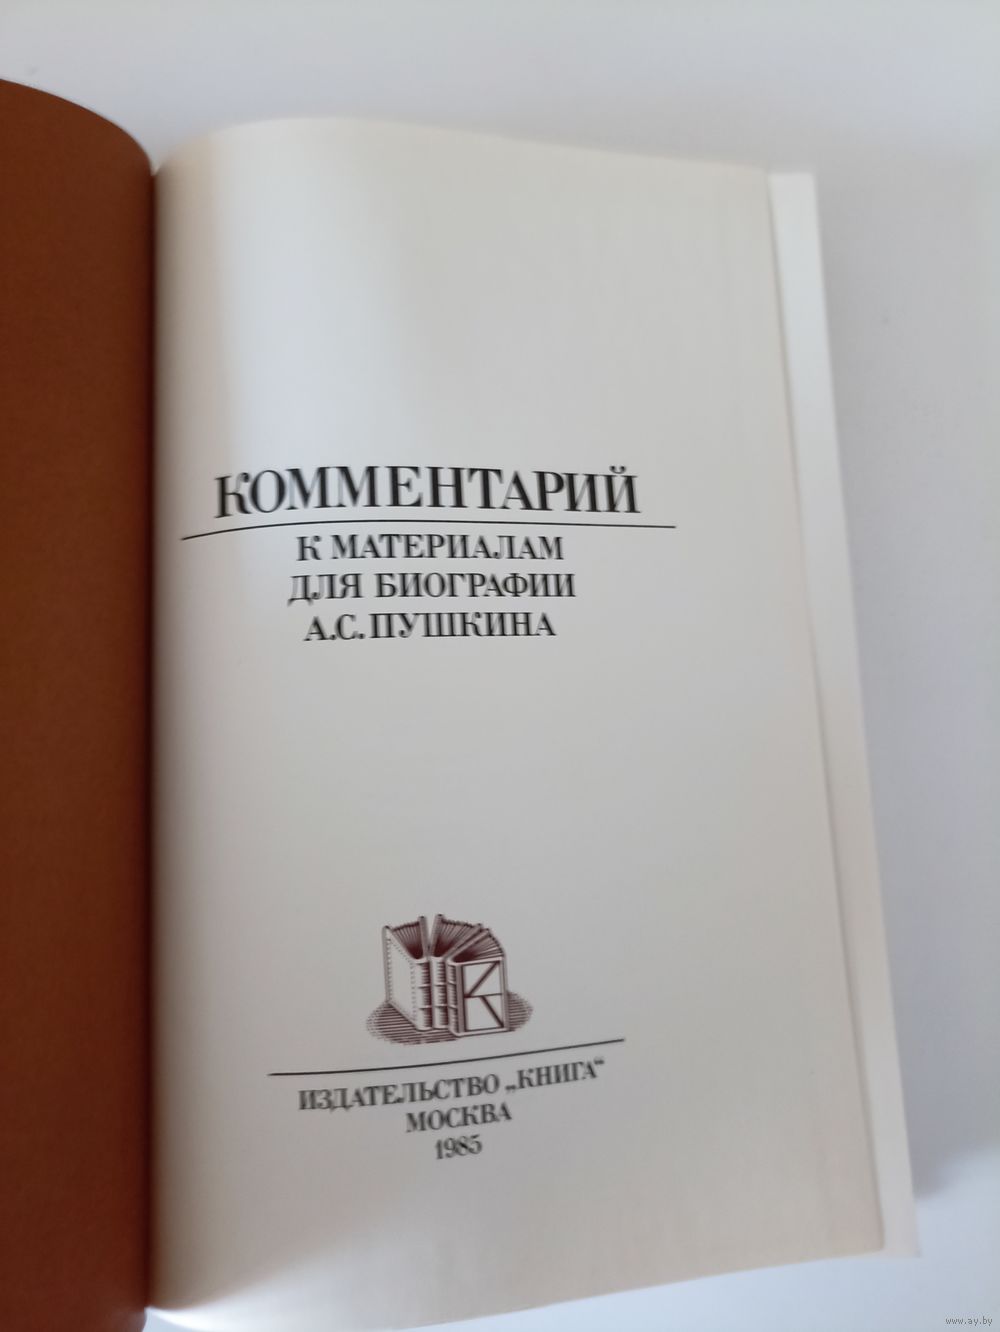 КОММЕНТАРИЙ
К МАТЕРИАЛАМ
ДЛЯ БИОГРАФИИ
А.С.ПУШКИНА
К
ИЗДАТЕЛЬСТВО „КНИГА“
МОСКВА
1985
www.ay.by